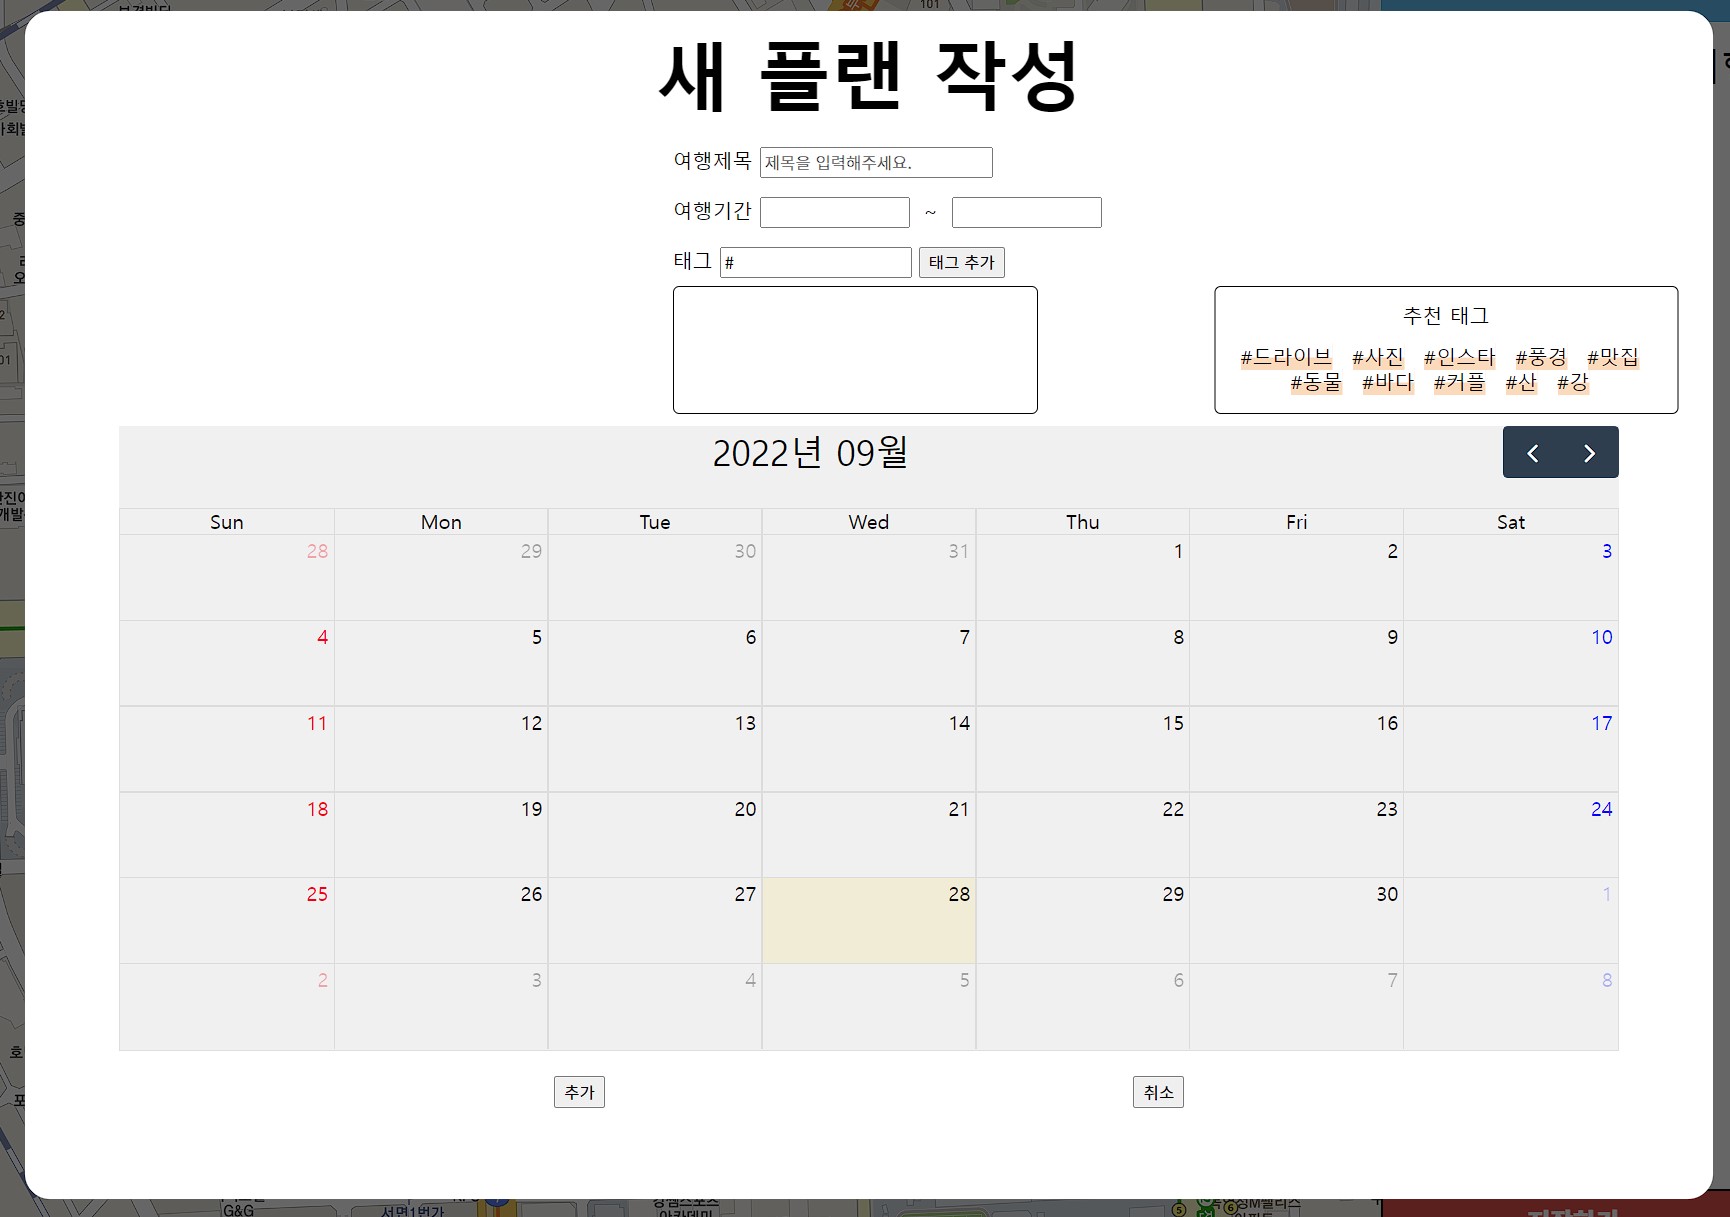 101
새 플랜 작성
여행제목 제목을 입력해주세요.
여행기간 ~
태그 # 태그 추가
추천 태그
#드라이브 #사진 #인스타 #풍경 #맛집
#동물 #바다 #커플 #산 #강
2022년 09월
Sun Mon Tue Wed Thu Fri Sat
28 29 30 31 1 2 3
4 5 6 7 8 9 10
11 12 13 14 15 16 17
18 19 20 21 22 23 24
25 26 27 28 29 30 1
2 3 4 5 6 7 8
추가 취소
G&G
서면1번가